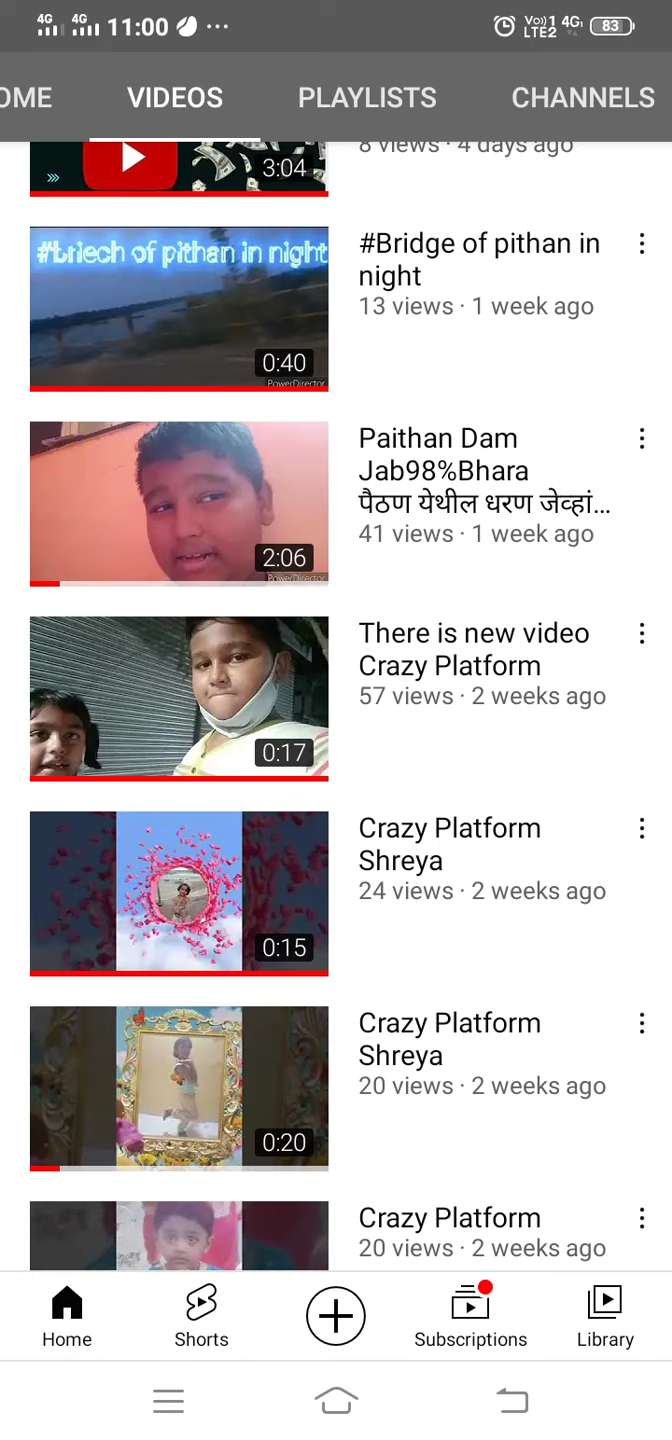 4G 4G 11:00 ... Vo)) 1 LTE2 4G 83
OME VIDEOS PLAYLISTS CHANNELS
8 views · 4 days ago
3:04
#briech of pithan in night
0:40
PowerDirector
#Bridge of pithan in
night
13 views · 1 week ago
2:06
PowerDirector
Paithan Dam
Jab98%Bhara
पैठण येथील धरण जेव्हां...
41 views · 1 week ago
0:17
There is new video
Crazy Platform
57 views · 2 weeks ago
0:15
Crazy Platform
Shreya
24 views · 2 weeks ago
0:20
Crazy Platform
Shreya
20 views · 2 weeks ago
Crazy Platform
20 views · 2 weeks ago
Home Shorts Subscriptions Library